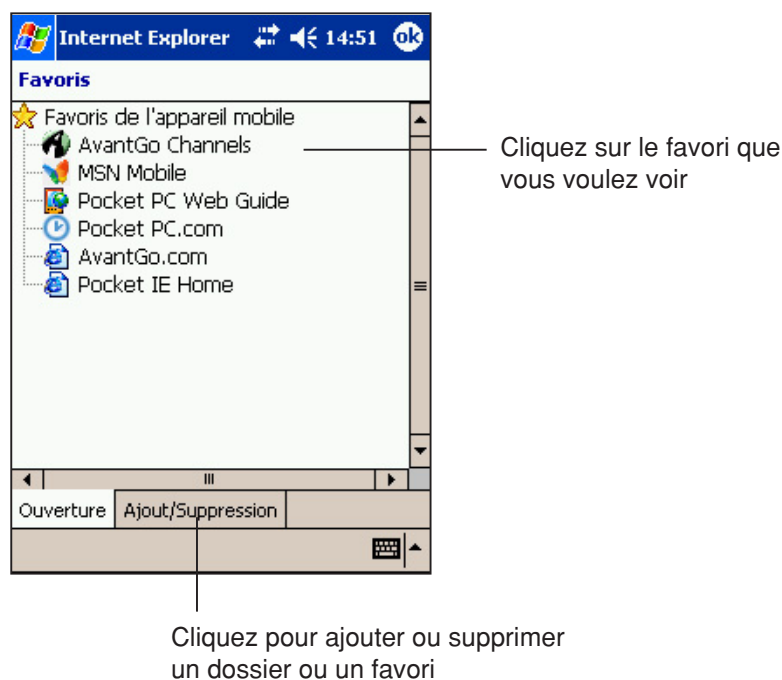 Internet Explorer 14:51 ok
Favoris
Favoris de l'appareil mobile
AvantGo Channels
MSN Mobile
Pocket PC Web Guide
Pocket PC.com
AvantGo.com
Pocket IE Home
Cliquez sur le favori que
vous voulez voir
Ouverture Ajout/Suppression
Cliquez pour ajouter ou supprimer
un dossier ou un favori